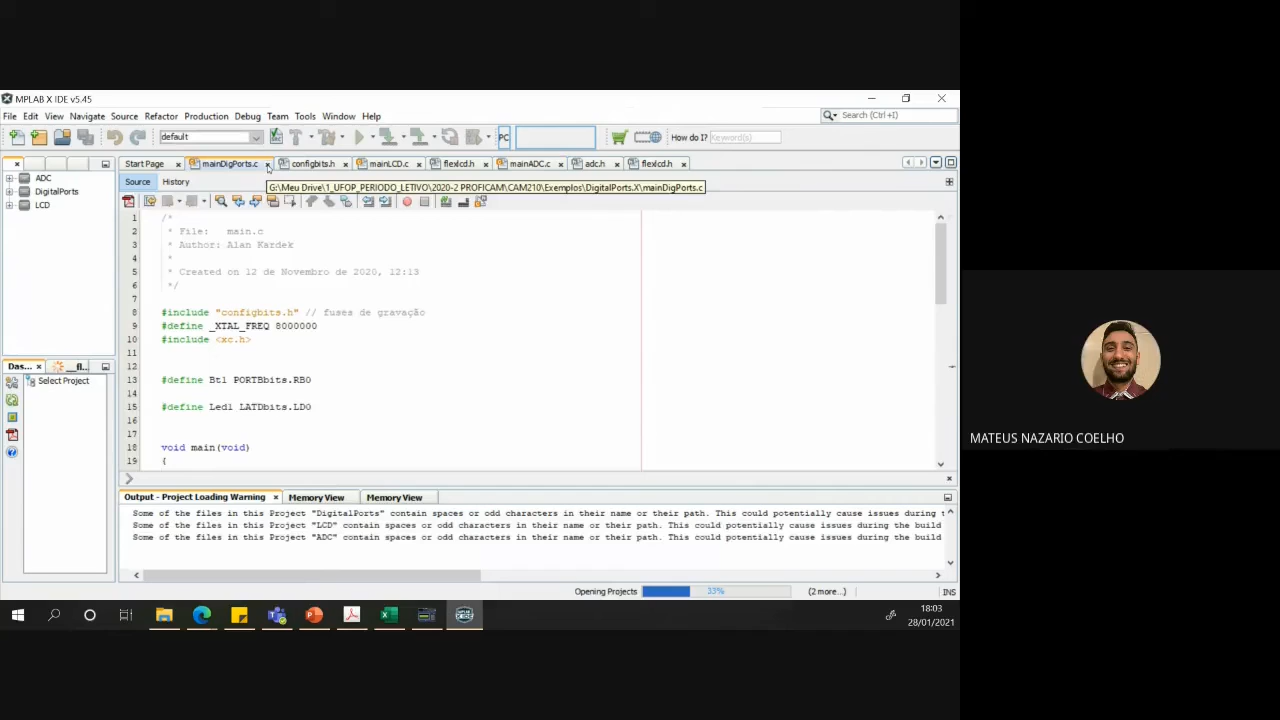 MPLAB X IDE v5.45
File Edit View Navigate Source Refactor Production Debug Team Tools Window Help
Search (Ctrl+I)
default
PC
How do I? Keyword(s)
Start Page mainDigPorts.c configbits.h mainLCD.c flexlcd.h mainADC.c adc.h flexlcd.h
ADC
DigitalPorts
LCD
Source History
G:\Meu Drive\1_UFOP_PERIODO_LETIVO\2020-2 PROFICAM\CAM210\Exemplos\DigitalPorts.X\mainDigPorts.c
1 /*
2 * File: main.c
3 * Author: Alan Kardek
4 *
5 * Created on 12 de Novembro de 2020, 12:13
6 */
7
8 #include "configbits.h" // fuses de gravação
9 #define _XTAL_FREQ 8000000
10 #include <xc.h>
11
12
13 #define Bt1 PORTBbits.RB0
14
15 #define Led1 LATDbits.LD0
16
17
18 void main(void)
19 {
Das... __fl..
Select Project
Output - Project Loading Warning Memory View Memory View
Some of the files in this Project "DigitalPorts" contain spaces or odd characters in their name or their path. This could potentially cause issues during t
Some of the files in this Project "LCD" contain spaces or odd characters in their name or their path. This could potentially cause issues during the build
Some of the files in this Project "ADC" contain spaces or odd characters in their name or their path. This could potentially cause issues during the build
Opening Projects 33% (2 more...) INS
18:03
28/01/2021
MATEUS NAZARIO COELHO